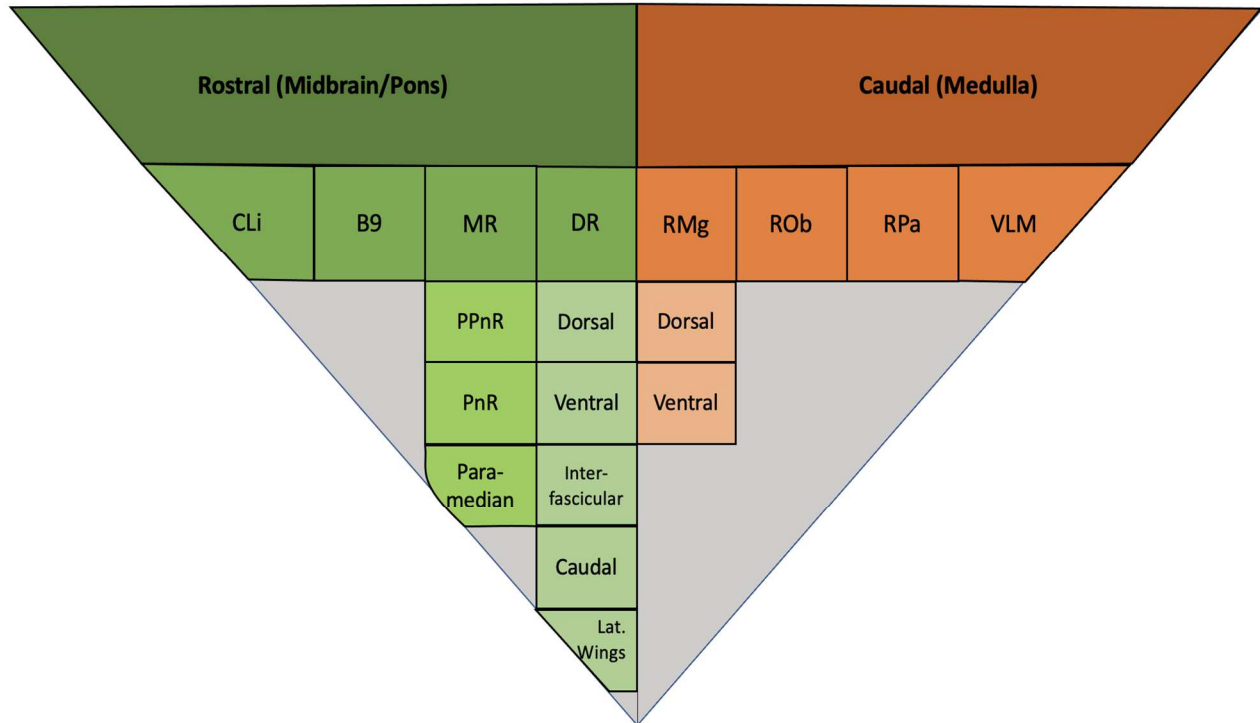 Rostral (Midbrain/Pons)
Caudal (Medulla)
CLi
B9
MR
DR
RMg
ROb
RPa
VLM
PPnR
Dorsal
Dorsal
PnR
Ventral
Ventral
Para-
median
Inter-
fascicular
Caudal
Lat.
Wings